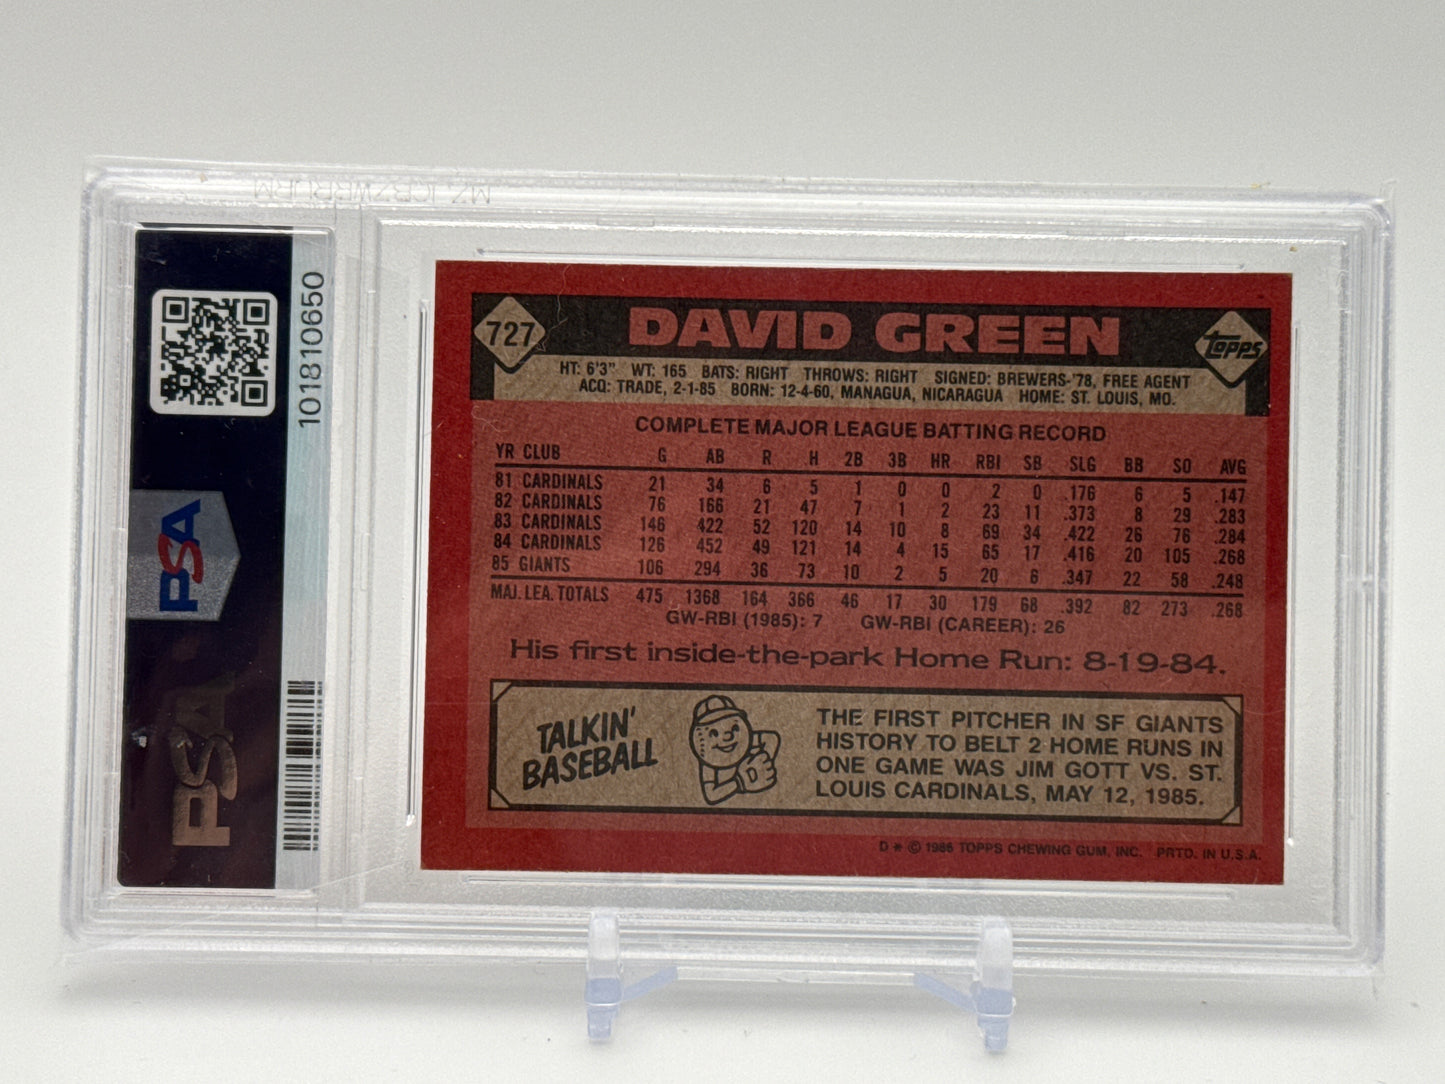 101810650
PSA
PSA
727
DAVID GREEN
topps
HT: 6'3" WT: 165 BATS: RIGHT THROWS: RIGHT SIGNED: BREWERS-'78, FREE AGENT
ACQ: TRADE, 2-1-85 BORN: 12-4-60, MANAGUA, NICARAGUA HOME: ST. LOUIS, MO.
COMPLETE MAJOR LEAGUE BATTING RECORD
YR CLUB G AB R H 2B 3B HR RBI SB SLG BB SO AVG
81 CARDINALS 21 34 6 5 1 0 0 2 0 .176 6 5 .147
82 CARDINALS 76 166 21 47 7 1 2 23 11 .373 8 29 .283
83 CARDINALS 146 422 52 120 14 10 8 69 34 .422 26 76 .284
84 CARDINALS 126 452 49 121 14 4 15 65 17 .416 20 105 .268
85 GIANTS 106 294 36 73 10 2 5 20 6 .347 22 58 .248
MAJ. LEA. TOTALS 475 1368 164 366 46 17 30 179 68 .392 82 273 .268
GW-RBI (1985): 7 GW-RBI (CAREER): 26
His first inside-the-park Home Run: 8-19-84.
TALKIN'
BASEBALL
THE FIRST PITCHER IN SF GIANTS
HISTORY TO BELT 2 HOME RUNS IN
ONE GAME WAS JIM GOTT VS. ST.
LOUIS CARDINALS, MAY 12, 1985.
D * © 1986 TOPPS CHEWING GUM, INC. PRTD. IN U.S.A.